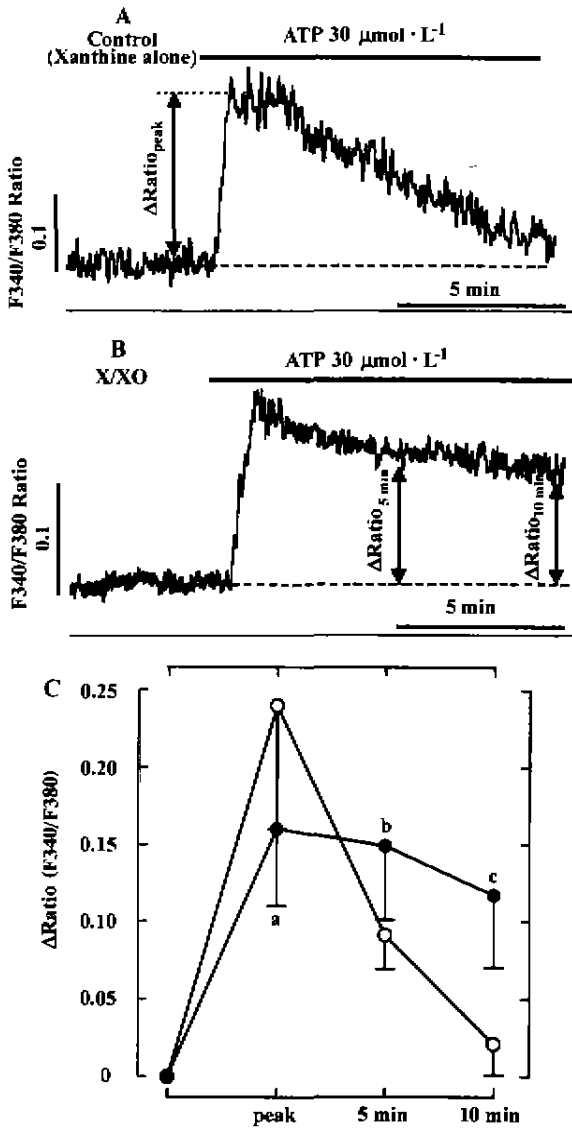 A
Control
(Xanthine alone)
ATP 30 μmol · L-1
ΔRatiopeak
F340/F380 Ratio
0.1
5 min
B
X/XO
ATP 30 μmol · L-1
F340/F380 Ratio
0.1
ΔRatio5 min
ΔRatio10 min
5 min
C
ΔRatio (F340/F380)
0.25
0.20
0.15
0.10
0.05
0
a
b
c
peak
5 min
10 min